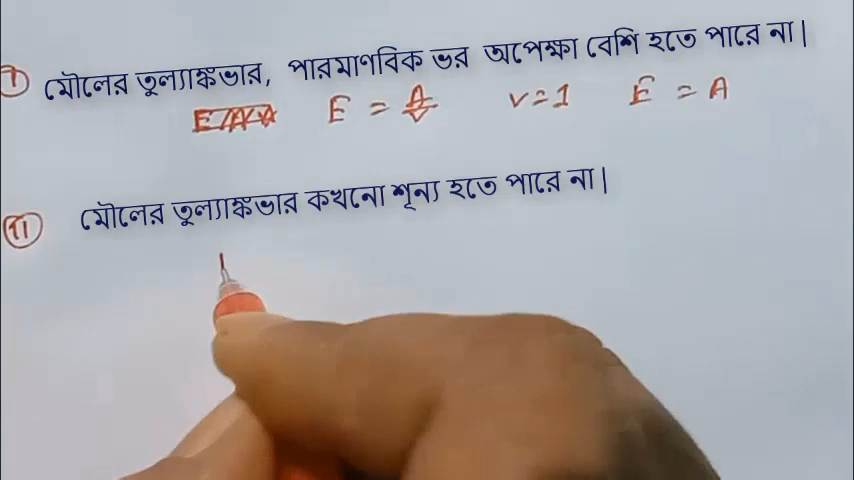 i মৌলের তুল্যাঙ্কভার, পারমাণবিক ভর অপেক্ষা বেশি হতে পারে না।
E = A/V V=1 E = A
ii মৌলের তুল্যাঙ্কভার কখনো শূন্য হতে পারে না।